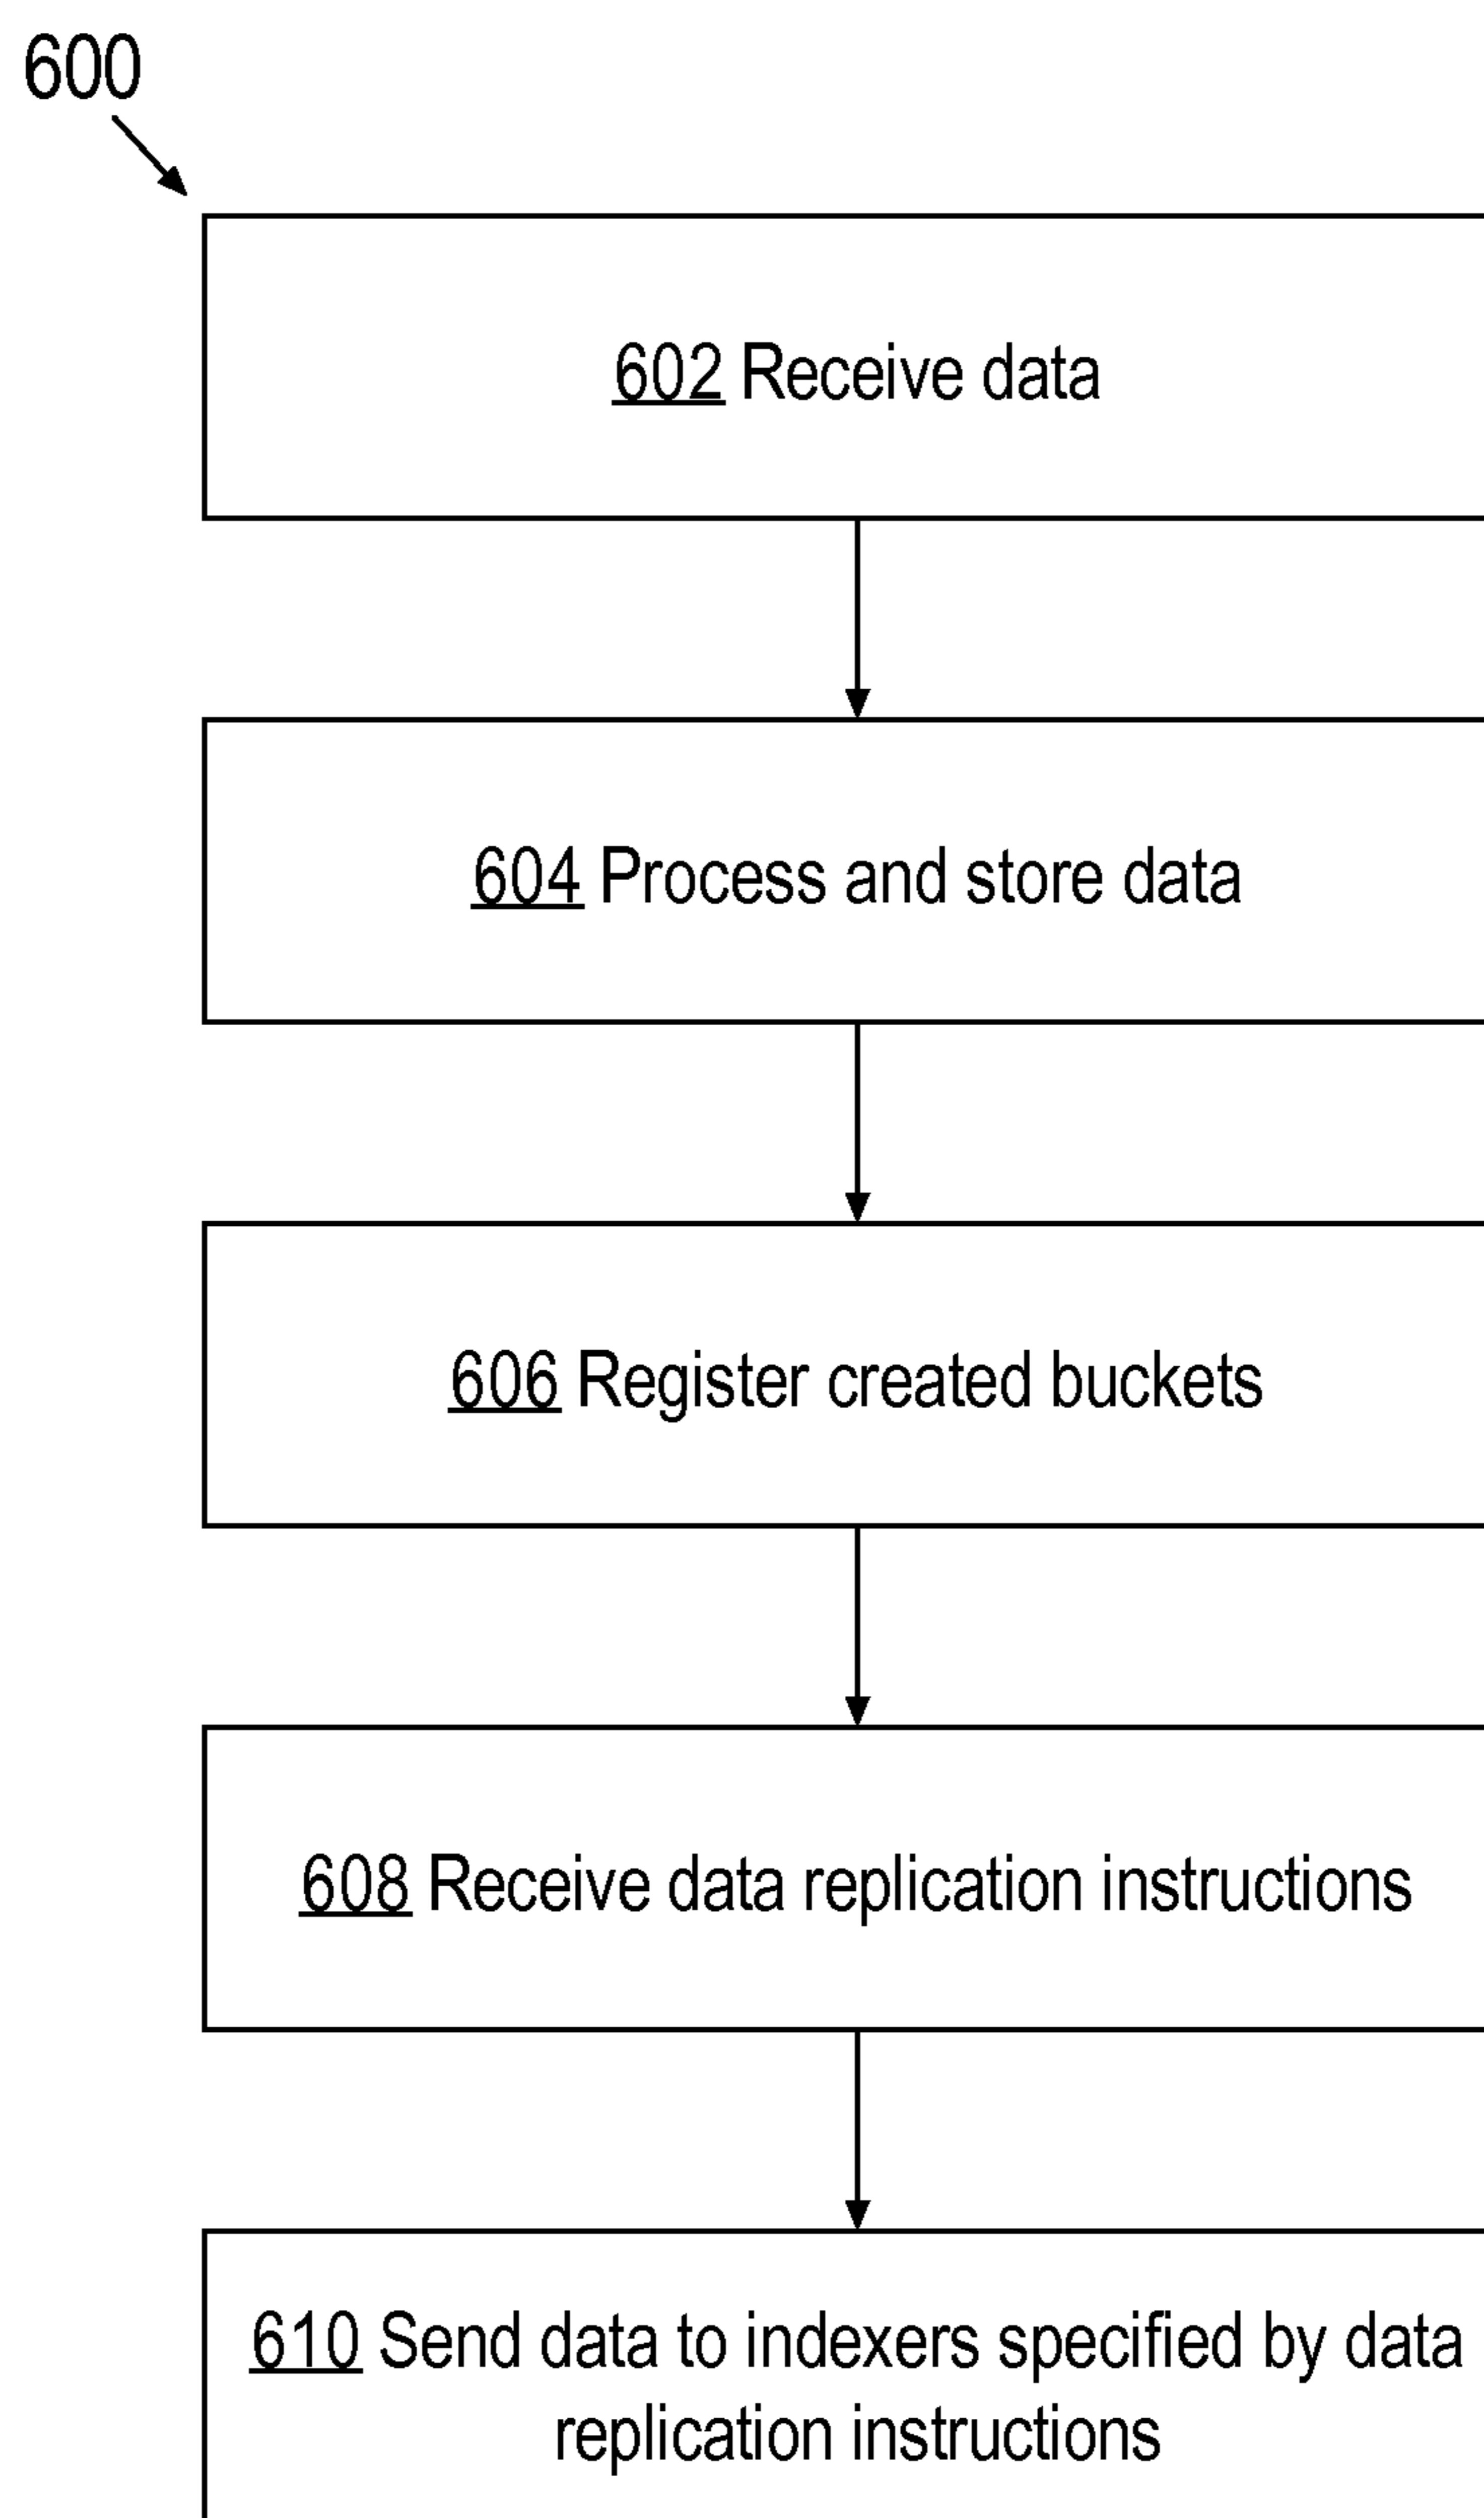 600
602 Receive data
604 Process and store data
606 Register created buckets
608 Receive data replication instructions
610 Send data to indexers specified by data
replication instructions